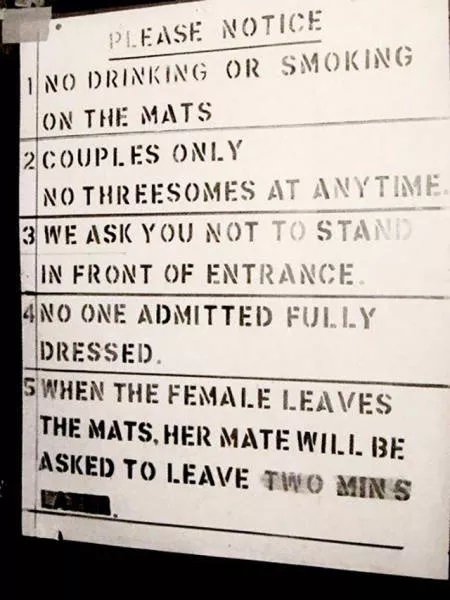 PLEASE NOTICE
1 NO DRINKING OR SMOKING
ON THE MATS
2 COUPLES ONLY
NO THREESOMES AT ANYTIME.
3 WE ASK YOU NOT TO STAND
IN FRONT OF ENTRANCE.
4 NO ONE ADMITTED FULLY
DRESSED.
5 WHEN THE FEMALE LEAVES
THE MATS, HER MATE WILL BE
ASKED TO LEAVE TWO MINS